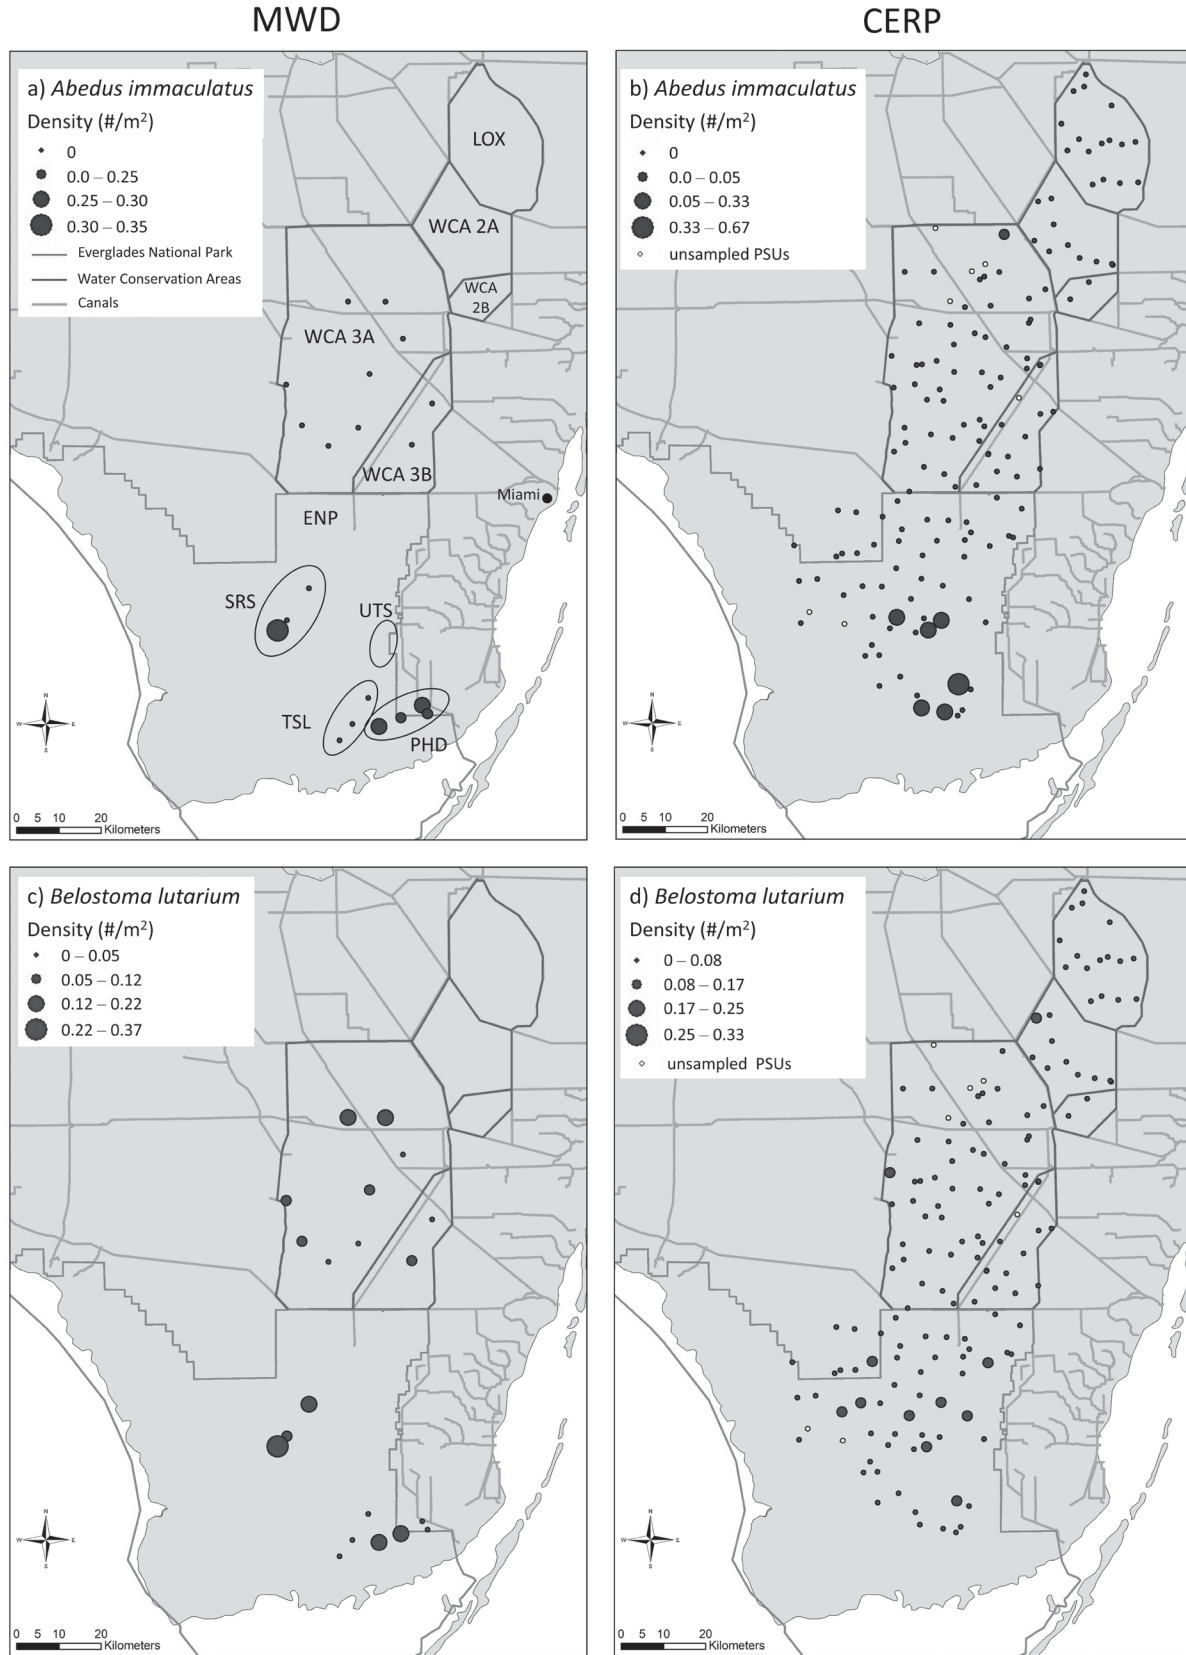 MWD
CERP
a) Abedus immaculatus
Density (#/m²)
0
0.0 – 0.25
0.25 – 0.30
0.30 – 0.35
Everglades National Park
Water Conservation Areas
Canals
LOX
WCA 2A
WCA
2B
WCA 3A
WCA 3B
Miami
ENP
SRS
UTS
TSL
PHD
N
W
E
S
0 5 10 20
Kilometers
b) Abedus immaculatus
Density (#/m²)
0
0.0 – 0.05
0.05 – 0.33
0.33 – 0.67
unsampled PSUs
N
W
E
S
0 5 10 20
Kilometers
c) Belostoma lutarium
Density (#/m²)
0 – 0.05
0.05 – 0.12
0.12 – 0.22
0.22 – 0.37
N
W
E
S
0 5 10 20
Kilometers
d) Belostoma lutarium
Density (#/m²)
0 – 0.08
0.08 – 0.17
0.17 – 0.25
0.25 – 0.33
unsampled PSUs
N
W
E
S
0 5 10 20
Kilometers